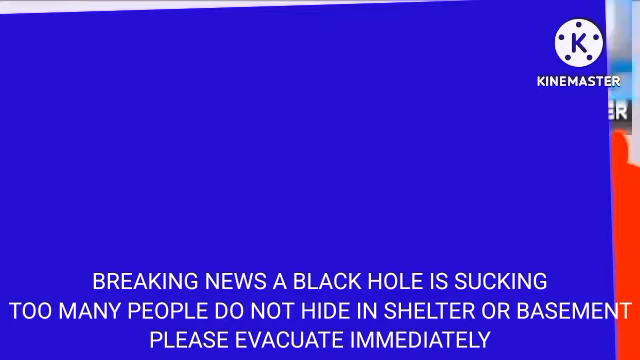 KINEMASTER
ER
BREAKING NEWS A BLACK HOLE IS SUCKING
TOO MANY PEOPLE DO NOT HIDE IN SHELTER OR BASEMENT
PLEASE EVACUATE IMMEDIATELY